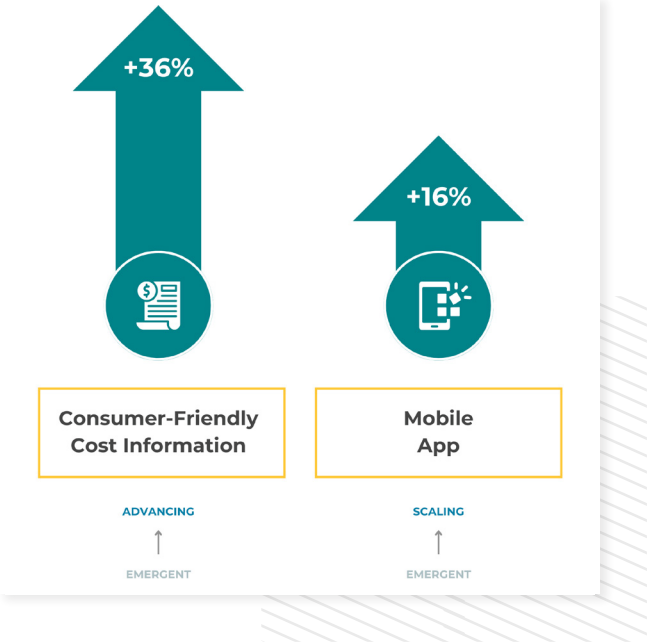 +36%
+16%
$
Consumer-Friendly
Cost Information
Mobile
App
ADVANCING
SCALING
EMERGENT
EMERGENT